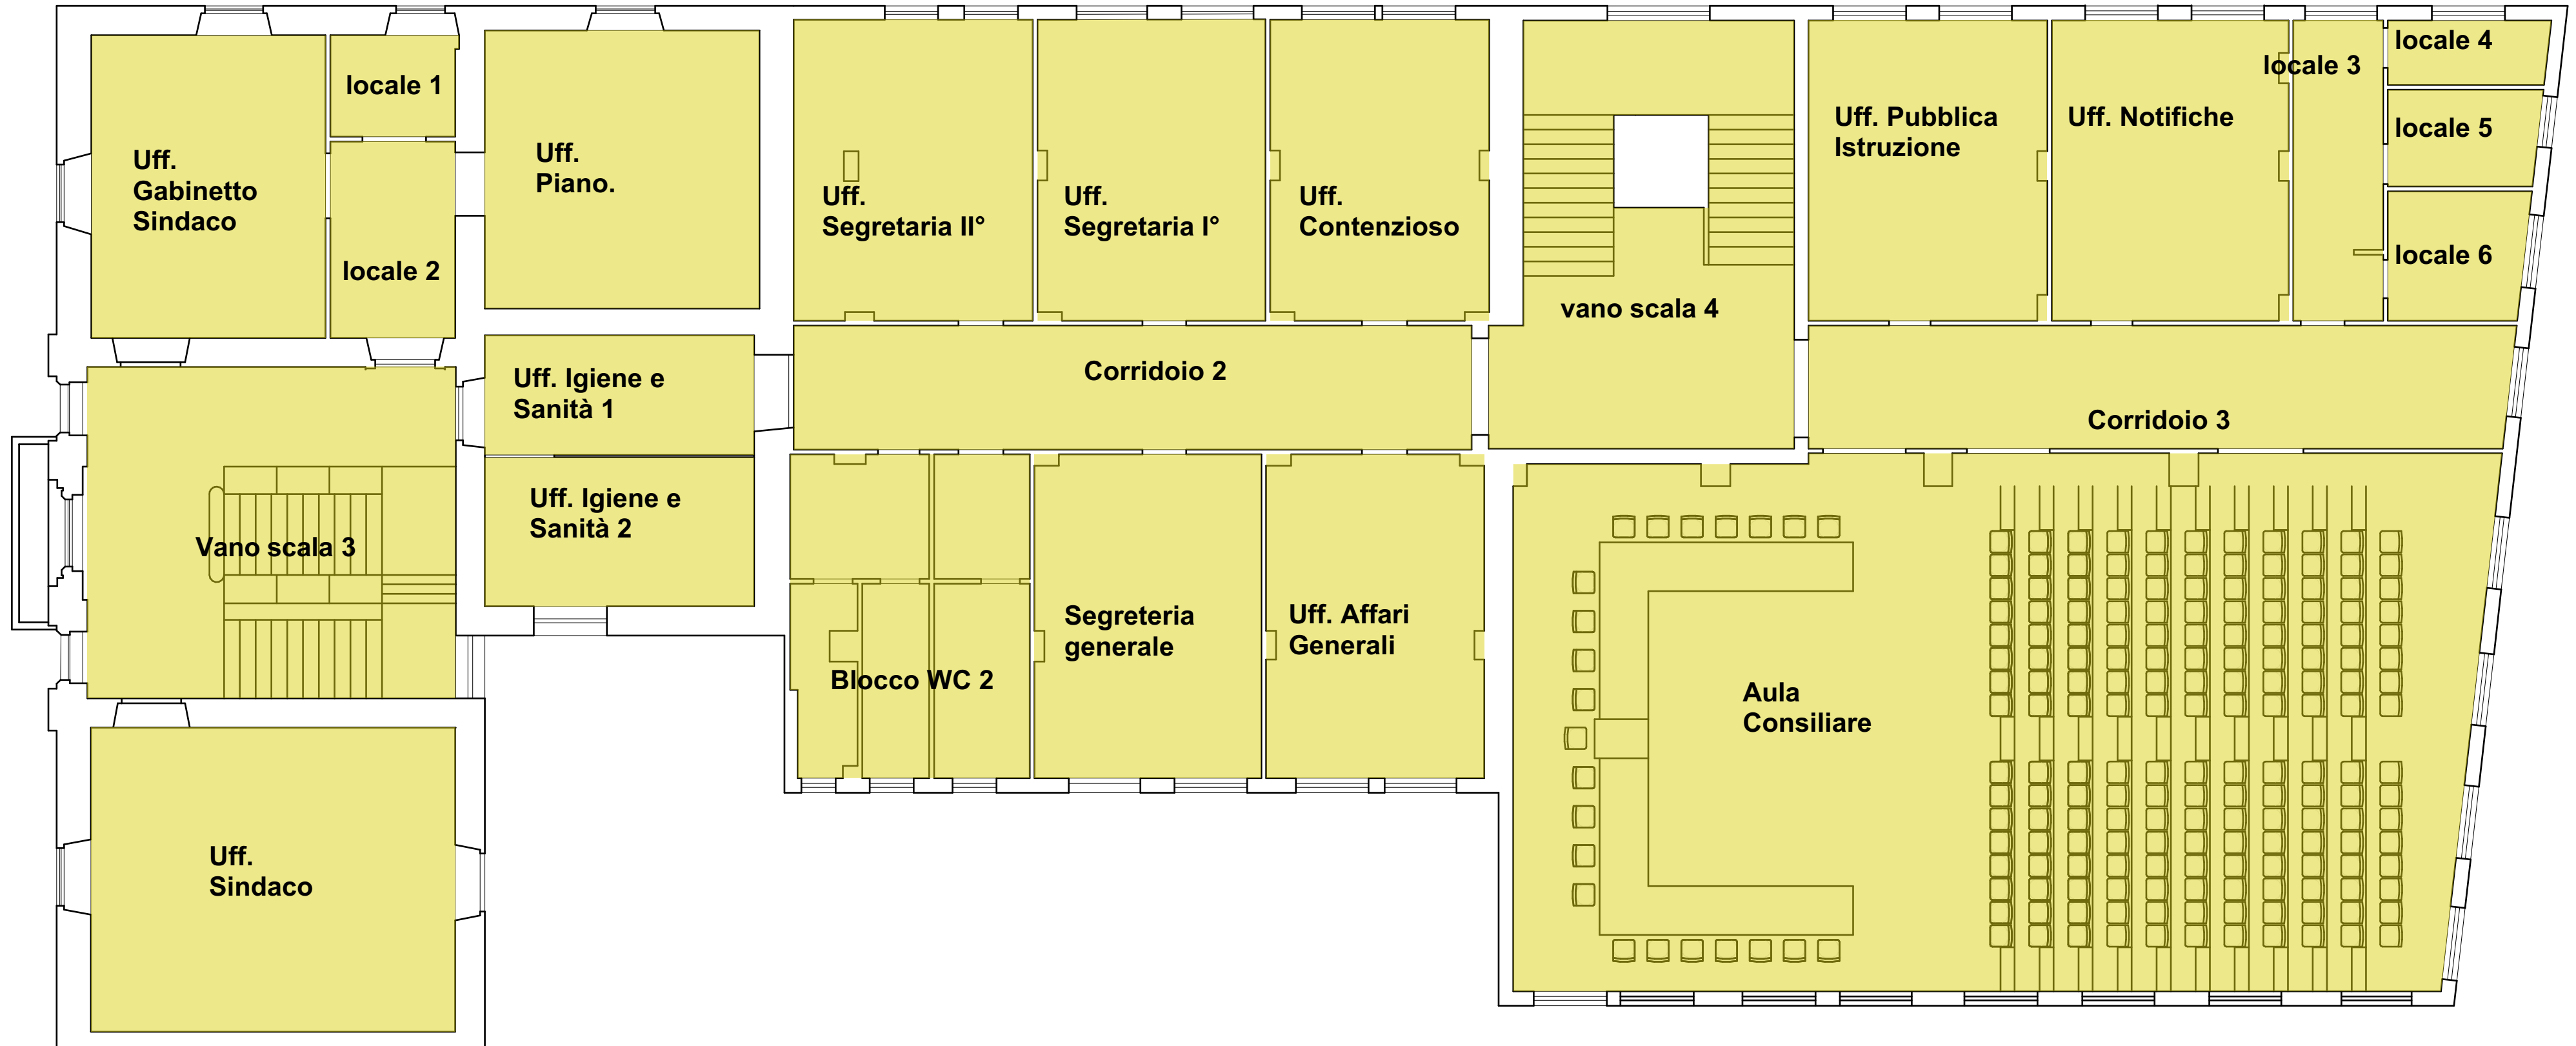 Uff.
Gabinetto
Sindaco
locale 1
locale 2
Uff.
Piano.
Uff.
Segretaria II°
Uff.
Segretaria I°
Uff.
Contenzioso
vano scala 4
Uff. Pubblica
Istruzione
Uff. Notifiche
locale 3
locale 4
locale 5
locale 6
Uff. Igiene e
Sanità 1
Corridoio 2
Corridoio 3
Uff. Igiene e
Sanità 2
Vano scala 3
Blocco WC 2
Segreteria
generale
Uff. Affari
Generali
Aula
Consiliare
Uff.
Sindaco